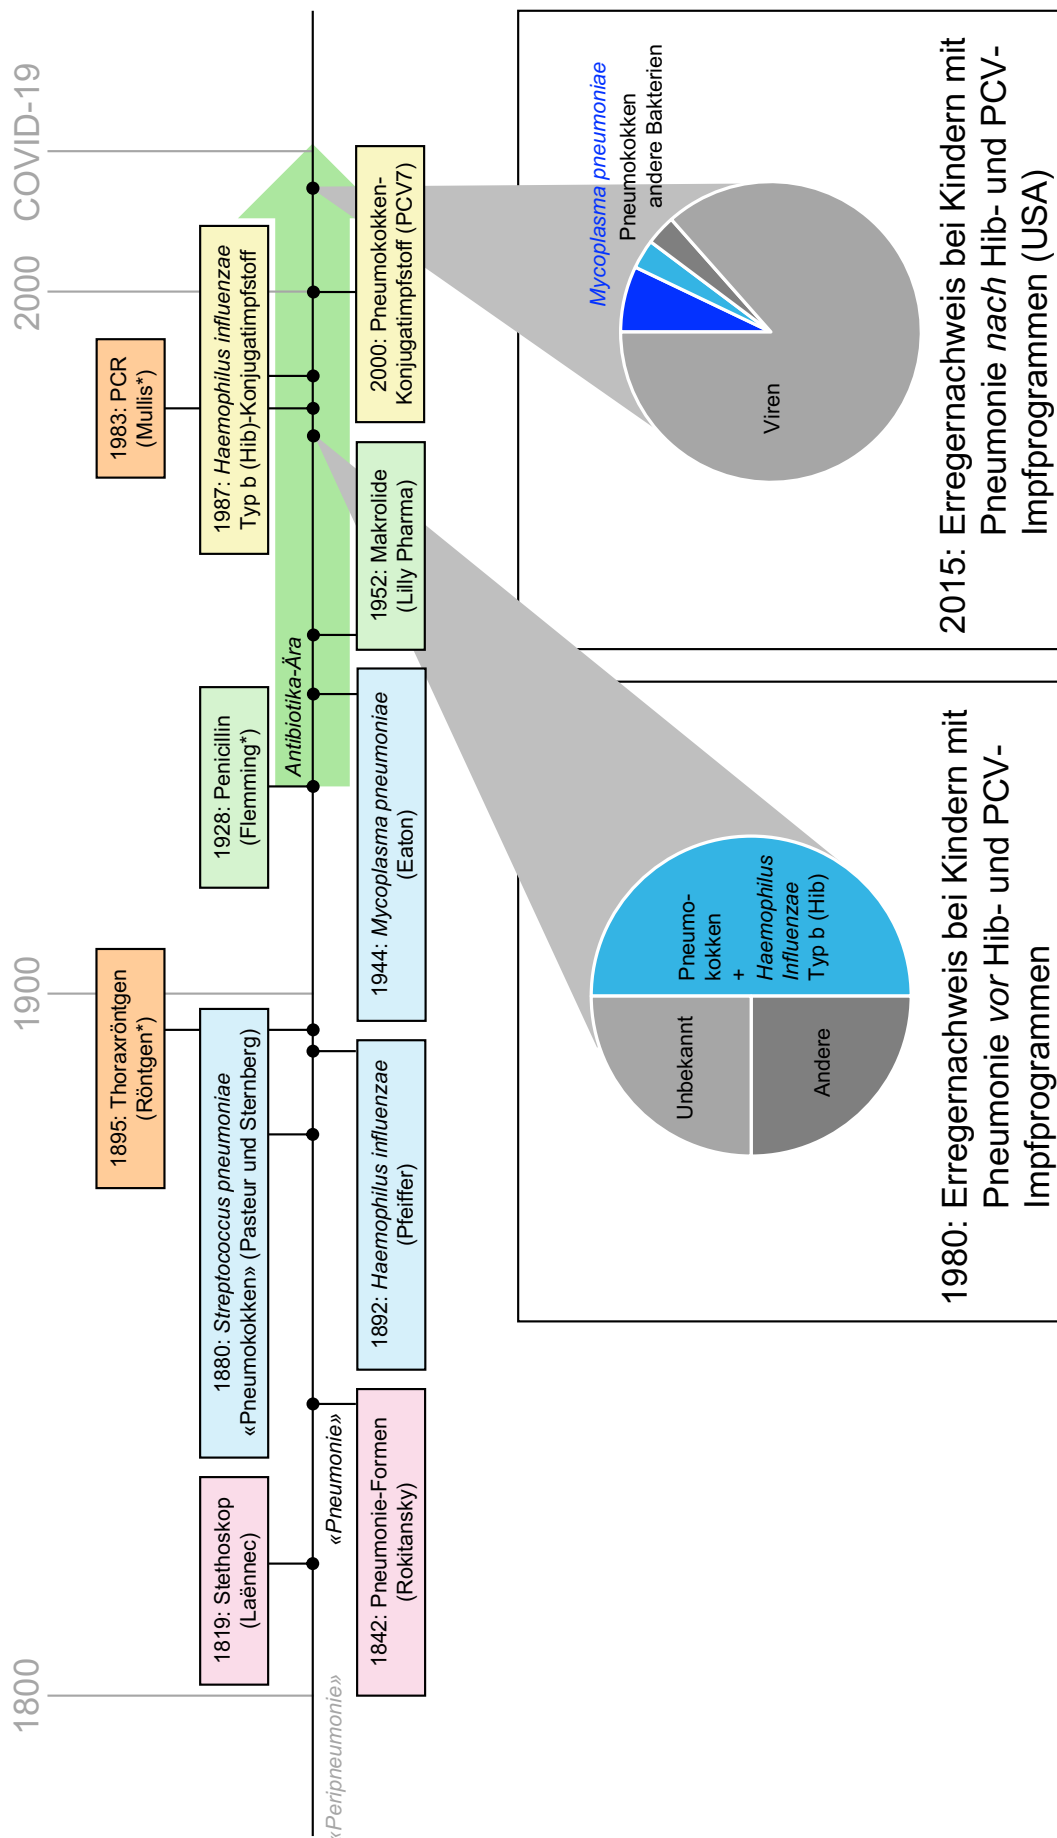 1800
1900
2000
COVID-19
1895: Thoraxröntgen
(Röntgen*)
1983: PCR
(Mullis*)
1819: Stethoskop
(Laënnec)
1880: Streptococcus pneumoniae
«Pneumokokken» (Pasteur und Sternberg)
1928: Penicillin
(Flemming*)
1987: Haemophilus influenzae
Typ b (Hib)-Konjugatimpfstoff
Antibiotika-Ära
«Peripneumonie»
«Pneumonie»
1842: Pneumonie-Formen
(Rokitansky)
1892: Haemophilus influenzae
(Pfeiffer)
1944: Mycoplasma pneumoniae
(Eaton)
1952: Makrolide
(Lilly Pharma)
2000: Pneumokokken-
Konjugatimpfstoff (PCV7)
Unbekannt
Andere
Pneumo-
kokken
+
Haemophilus
Influenzae
Typ b (Hib)
1980: Erregernachweis bei Kindern mit
Pneumonie vor Hib- und PCV-
Impfprogrammen
Mycoplasma pneumoniae
Pneumokokken
andere Bakterien
Viren
2015: Erregernachweis bei Kindern mit
Pneumonie nach Hib- und PCV-
Impfprogrammen (USA)